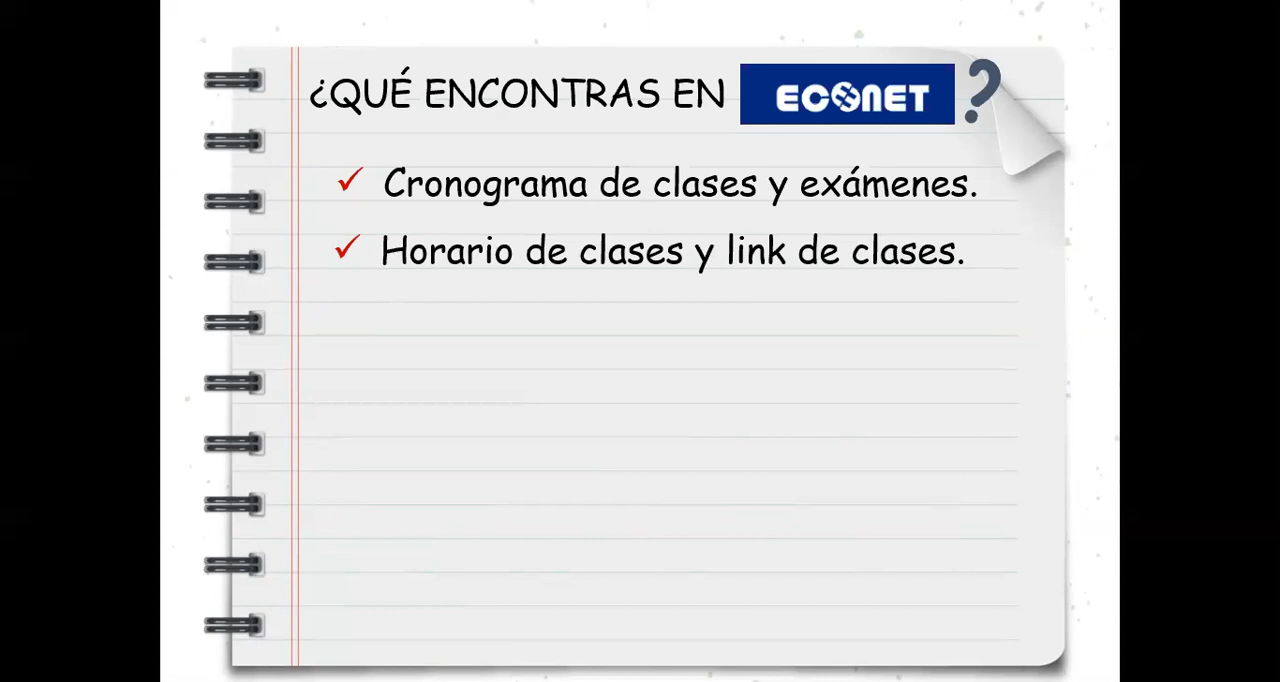 ¿QUÉ ENCONTRAS EN ECONET ?
✓ Cronograma de clases y exámenes.
✓ Horario de clases y link de clases.